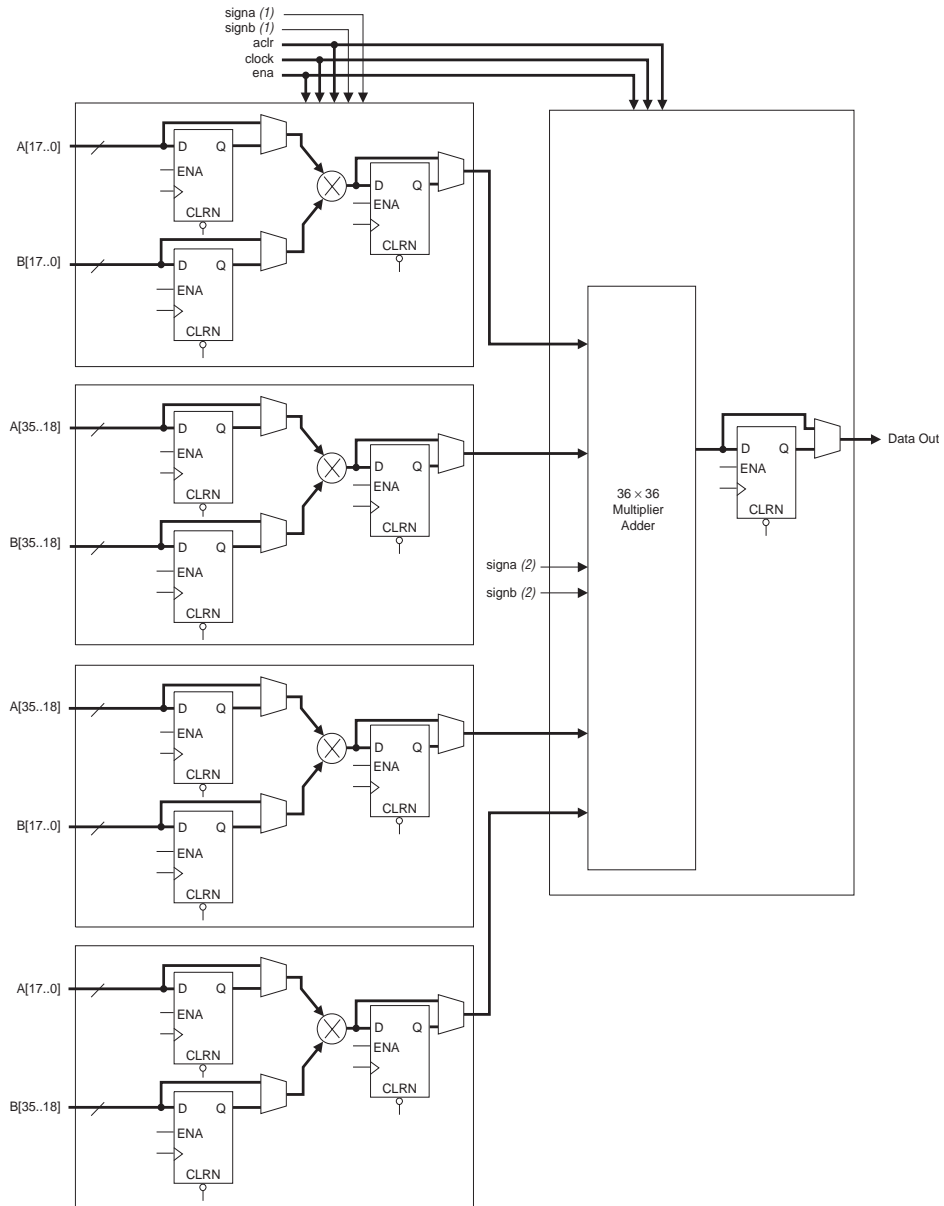 signa (1)
signb (1)
aclr
clock
ena
A[17..0]
D Q
ENA
CLRN
D Q
ENA
CLRN
B[17..0]
D Q
ENA
CLRN
A[35..18]
D Q
ENA
CLRN
D Q
ENA
CLRN
B[35..18]
D Q
ENA
CLRN
A[35..18]
D Q
ENA
CLRN
D Q
ENA
CLRN
B[17..0]
D Q
ENA
CLRN
A[17..0]
D Q
ENA
CLRN
D Q
ENA
CLRN
B[35..18]
D Q
ENA
CLRN
36 × 36
Multiplier
Adder
signa (2)
signb (2)
D Q
ENA
CLRN
Data Out